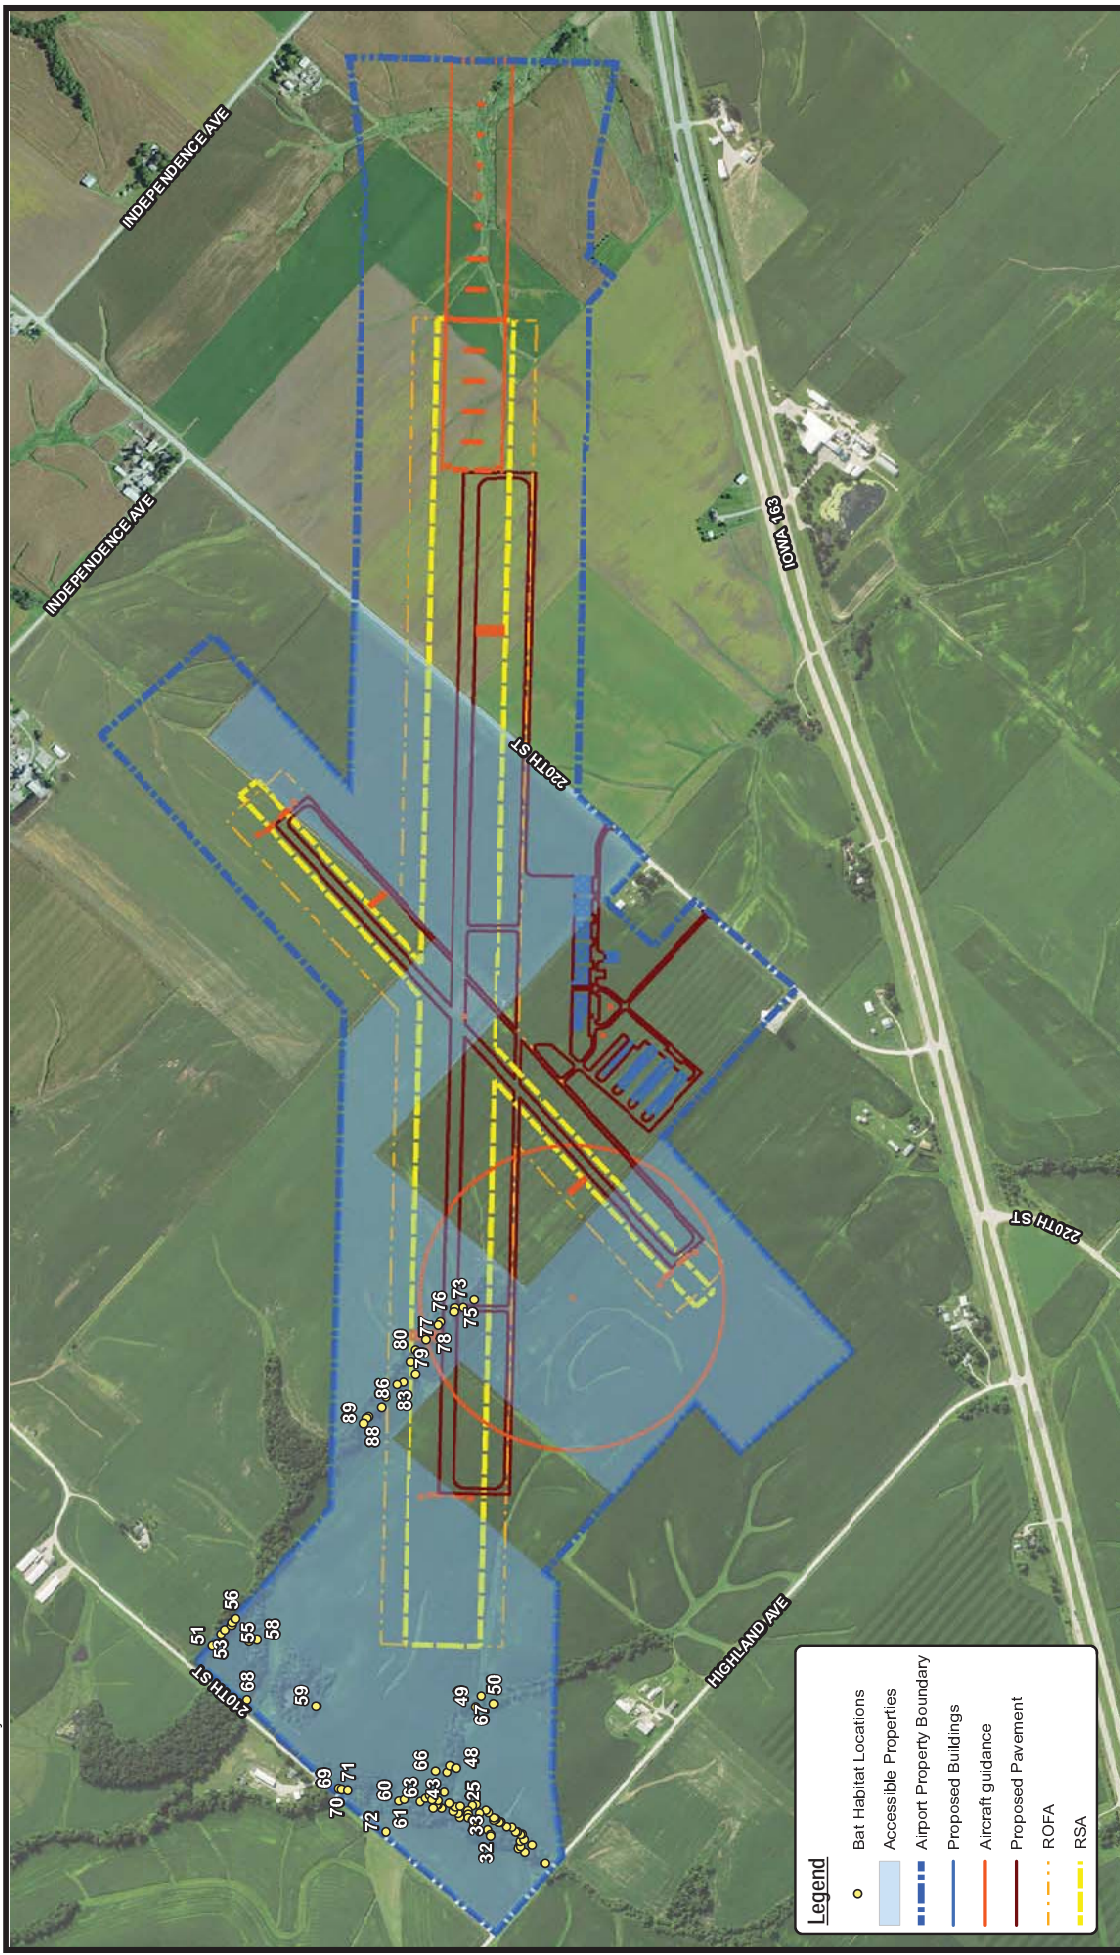 INDEPENDENCE AVE
INDEPENDENCE AVE
IOWA 163
220TH ST
220TH ST
HIGHLAND AVE
210TH ST
51
53
56
55
58
68
59
69
70
71
72
60
61
63
66
43
48
25
33
32
49
50
67
89
88
86
83
80
79
77
78
76
73
75
Legend
Bat Habitat Locations
Accessible Properties
Airport Property Boundary
Proposed Buildings
Aircraft guidance
Proposed Pavement
ROFA
RSA